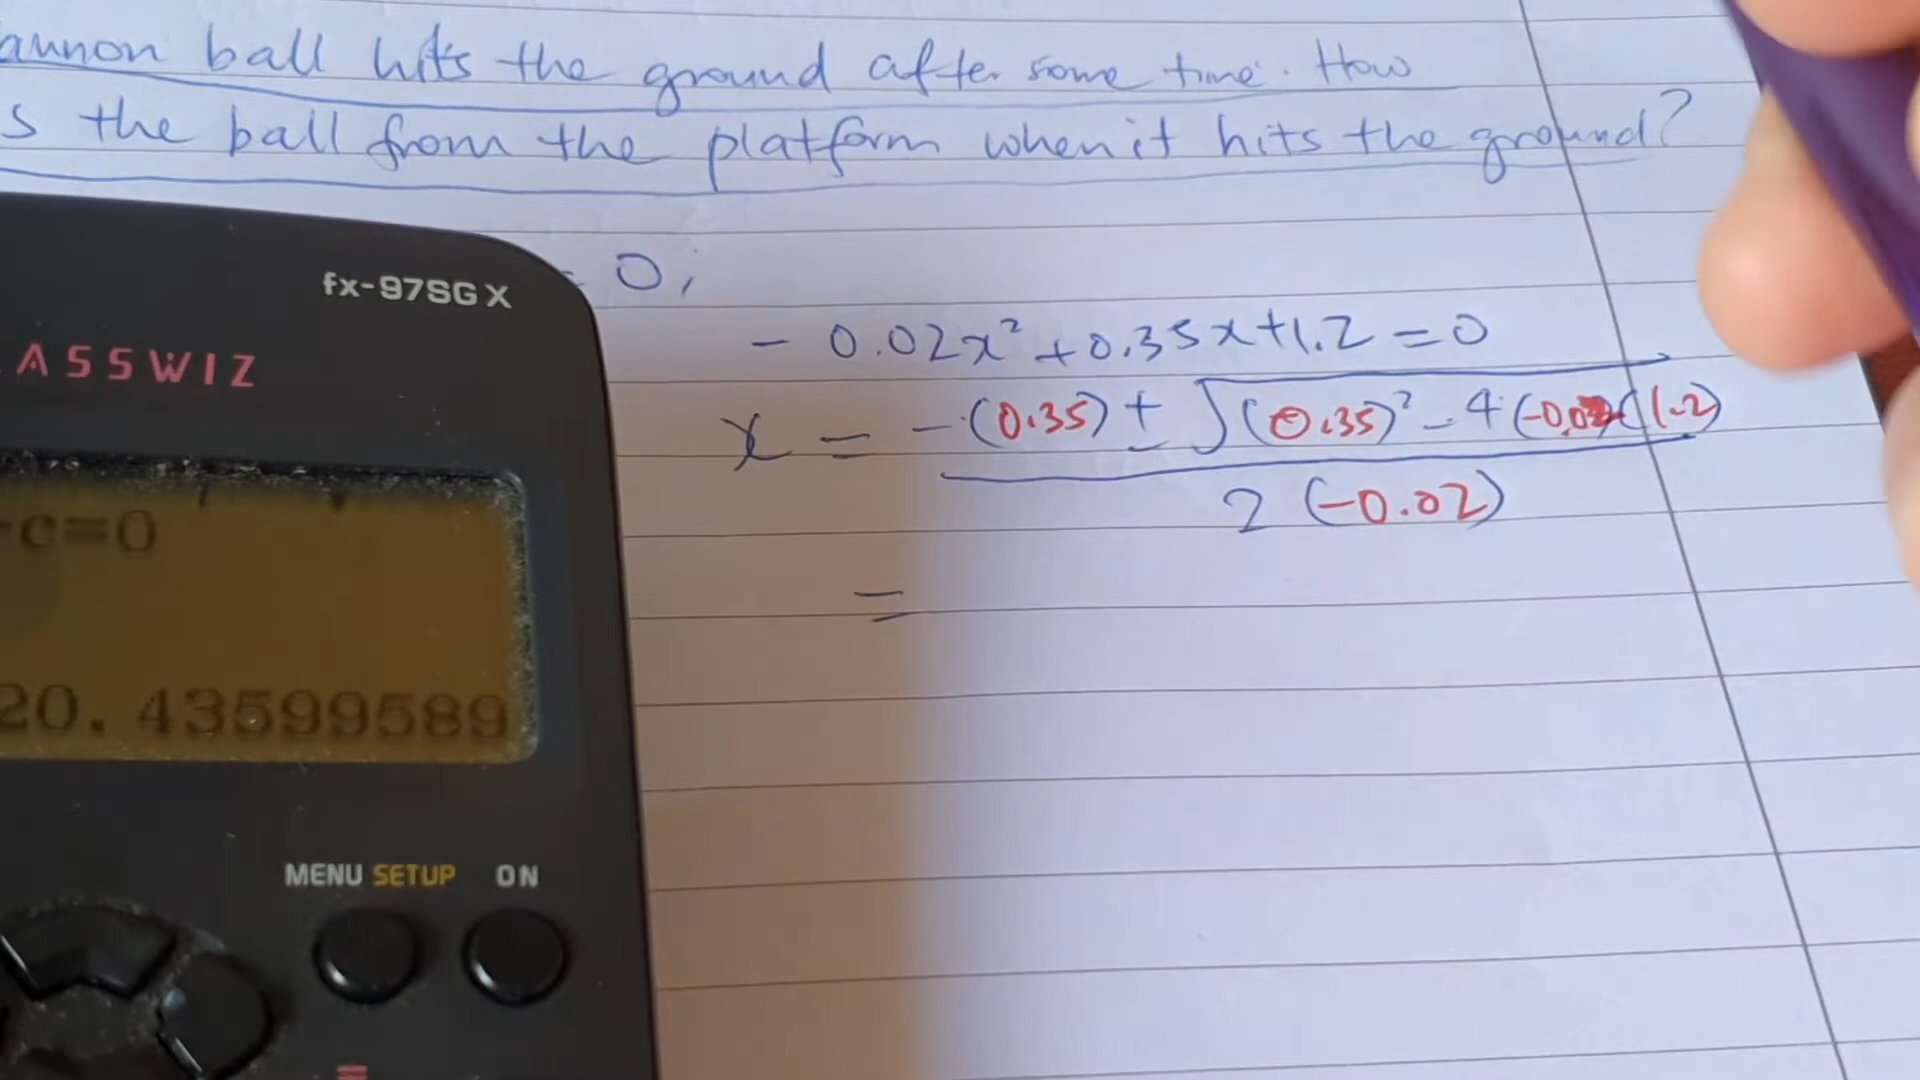 annon ball hits the ground after some time. How
s the ball from the platform when it hits the ground?
= 0,
fx-97SG X
ASSWIZ
- 0.02x² + 0.35x + 1.2 = 0
x = -(0.35) ± √(0.35)² - 4(-0.02)(1.2)
2 (-0.02)
=
c=0
20.43599589
MENU SETUP ON